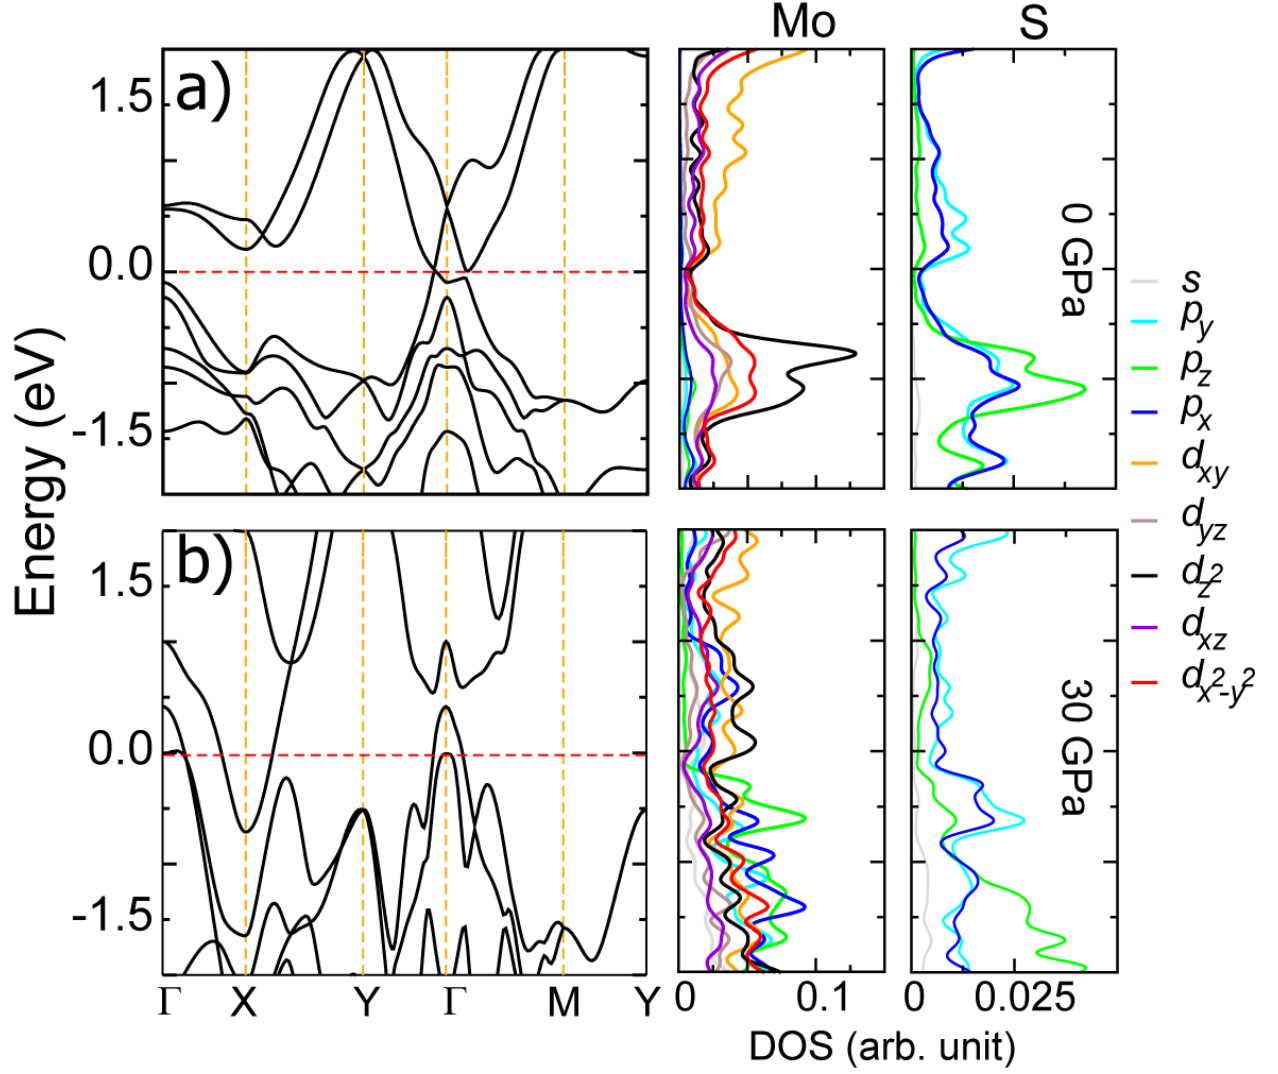 Mo
S
a)
1.5
0.0
-1.5
0 GPa
Energy (eV)
b)
1.5
0.0
-1.5
30 GPa
s
p_y
p_z
p_x
d_xy
d_yz
d_z²
d_xz
d_x²-y²
Γ X Y Γ M Y
0 0.1
0 0.025
DOS (arb. unit)